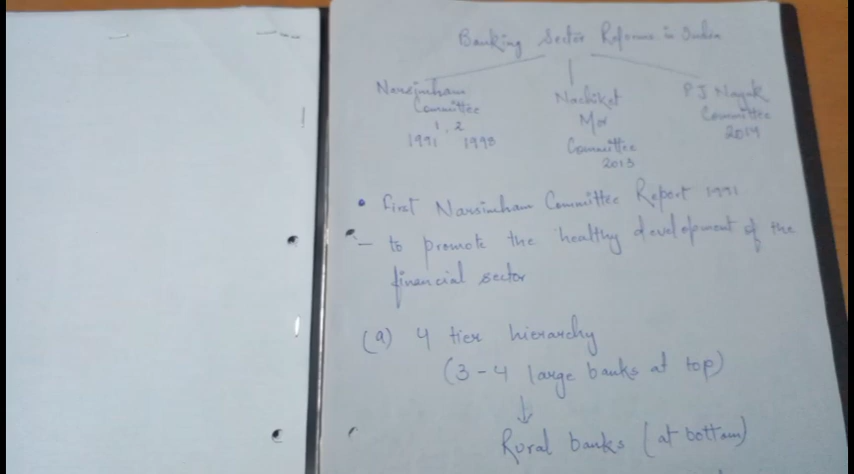 Banking Sector Reforms in India
Narsimham
Committee
1, 2
1991 1998
Nachiket
Mor
Committee
2013
P J Nayak
Committee
2014
• First Narsimham Committee Report 1991
- to promote the healthy development of the
financial sector
(a) 4 tier hierarchy
(3-4 large banks at top)
↓
Rural banks (at bottom)